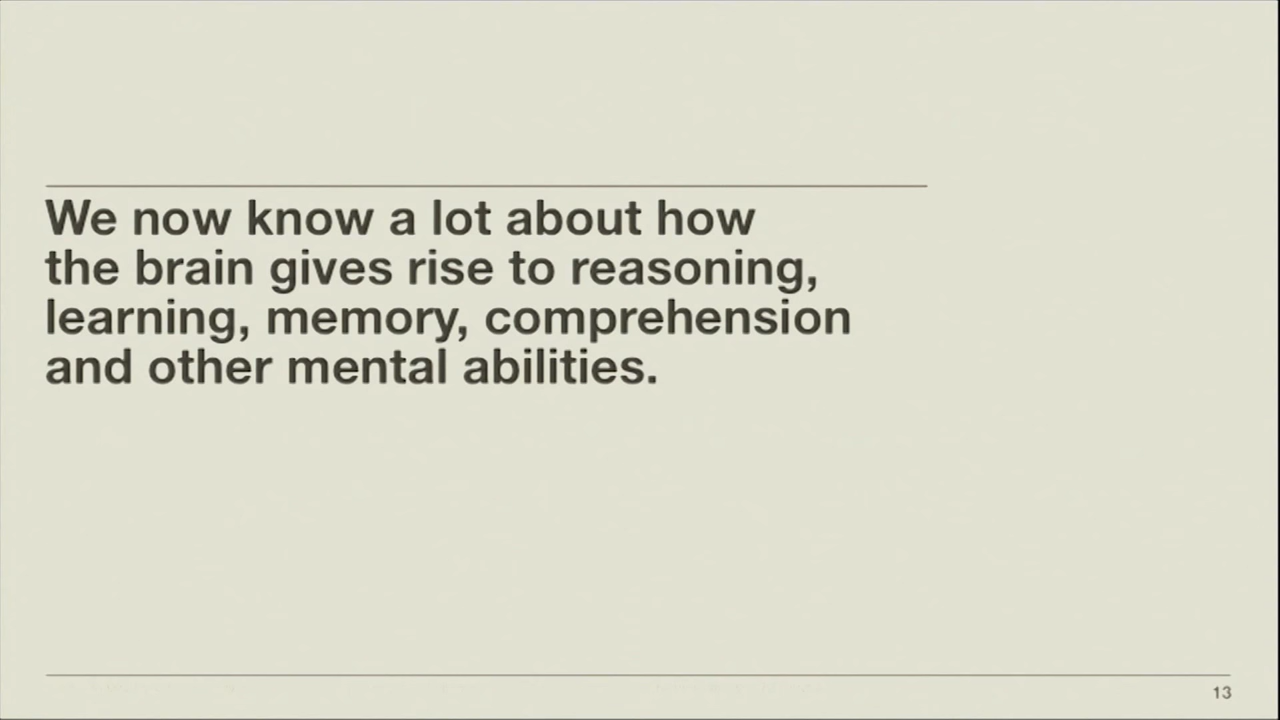 We now know a lot about how
the brain gives rise to reasoning,
learning, memory, comprehension
and other mental abilities.
13